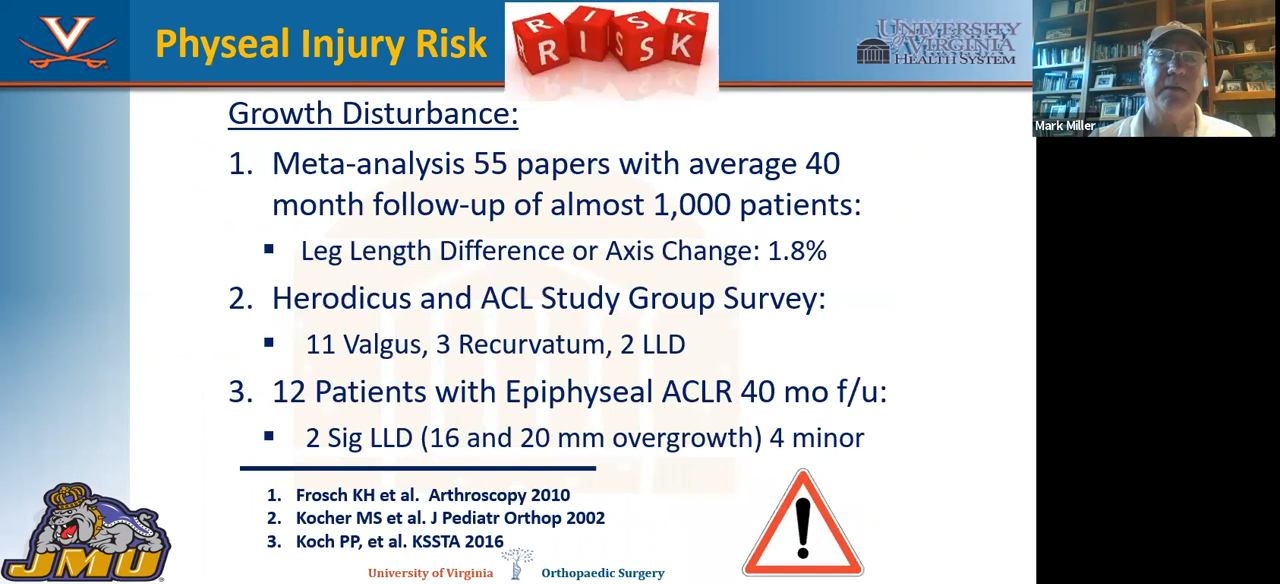 Physeal Injury Risk
RISK
RISK
UNIVERSITY
of VIRGINIA
HEALTH SYSTEM
Mark Miller
Growth Disturbance:
1. Meta-analysis 55 papers with average 40
month follow-up of almost 1,000 patients:
▪ Leg Length Difference or Axis Change: 1.8%
2. Herodicus and ACL Study Group Survey:
▪ 11 Valgus, 3 Recurvatum, 2 LLD
3. 12 Patients with Epiphyseal ACLR 40 mo f/u:
▪ 2 Sig LLD (16 and 20 mm overgrowth) 4 minor
1. Frosch KH et al. Arthroscopy 2010
2. Kocher MS et al. J Pediatr Orthop 2002
3. Koch PP, et al. KSSTA 2016
JMU
University of Virginia Orthopaedic Surgery